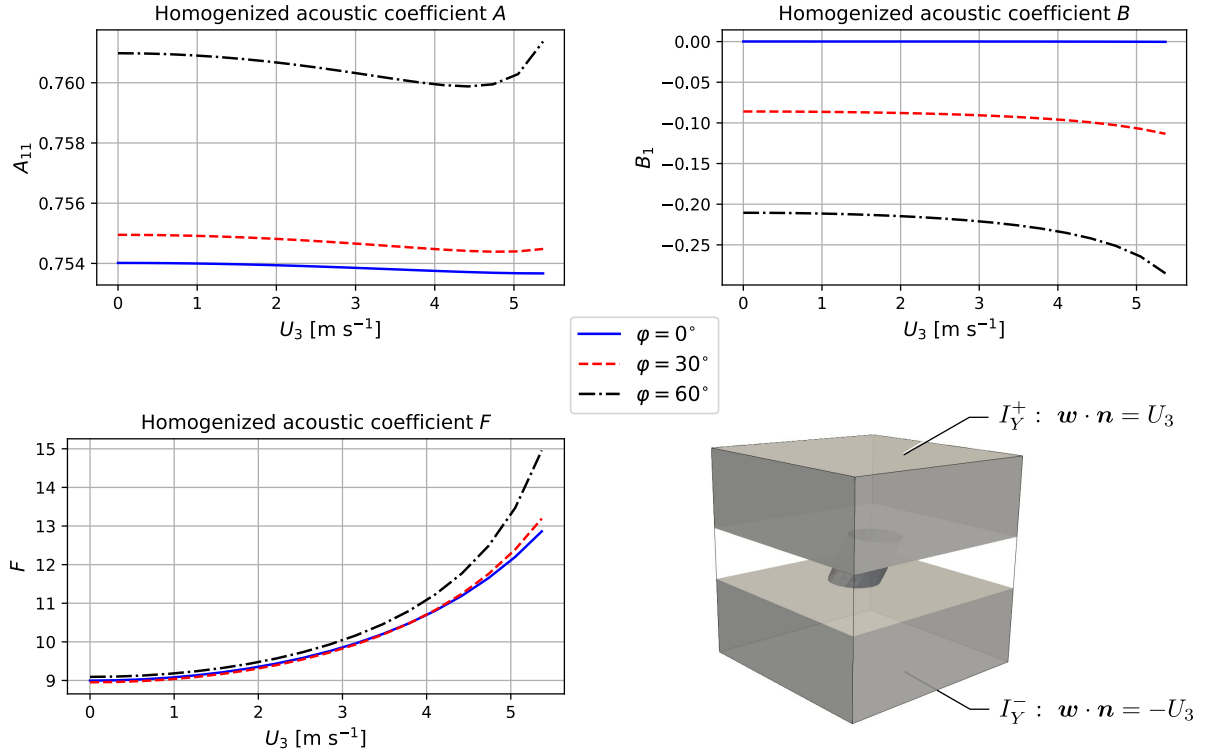 Homogenized acoustic coefficient A
A₁₁
0.760
0.758
0.756
0.754
0 1 2 3 4 5
U₃ [m s⁻¹]
Homogenized acoustic coefficient B
B₁
0.00
−0.05
−0.10
−0.15
−0.20
−0.25
0 1 2 3 4 5
U₃ [m s⁻¹]
φ = 0°
φ = 30°
φ = 60°
Homogenized acoustic coefficient F
F
15
14
13
12
11
10
9
0 1 2 3 4 5
U₃ [m s⁻¹]
I_Y⁺ : w · n = U₃
I_Y⁻ : w · n = −U₃